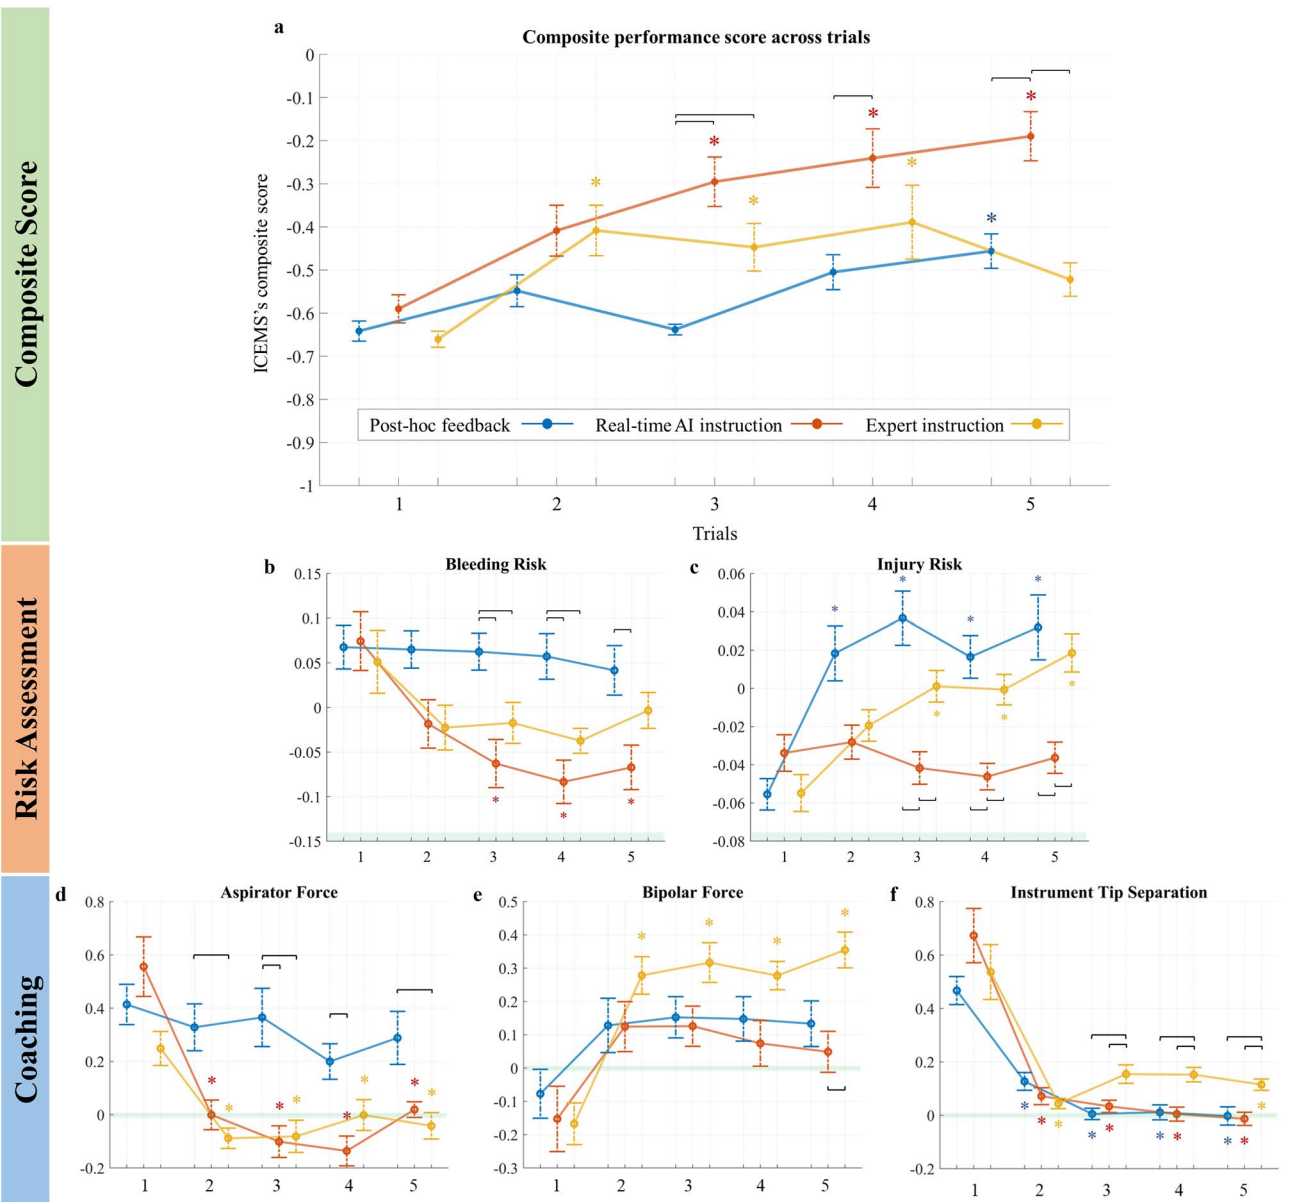 Composite Score
a
Composite performance score across trials
ICEMS's composite score
0
-0.1
-0.2
-0.3
-0.4
-0.5
-0.6
-0.7
-0.8
-0.9
-1
* * * * * * *
Post-hoc feedback Real-time AI instruction Expert instruction
1 2 3 4 5
Trials
Risk Assessment
b
Bleeding Risk
0.15
0.1
0.05
0
-0.05
-0.1
-0.15
* * *
1 2 3 4 5
c
Injury Risk
0.06
0.04
0.02
0
-0.02
-0.04
-0.06
-0.08
* * * * * * *
1 2 3 4 5
Coaching
d
Aspirator Force
0.8
0.6
0.4
0.2
0
-0.2
* * * * * * * *
1 2 3 4 5
e
Bipolar Force
0.5
0.4
0.3
0.2
0.1
0
-0.1
-0.2
-0.3
* * * *
1 2 3 4 5
f
Instrument Tip Separation
0.8
0.6
0.4
0.2
0
-0.2
* * * * * * * * * *
1 2 3 4 5